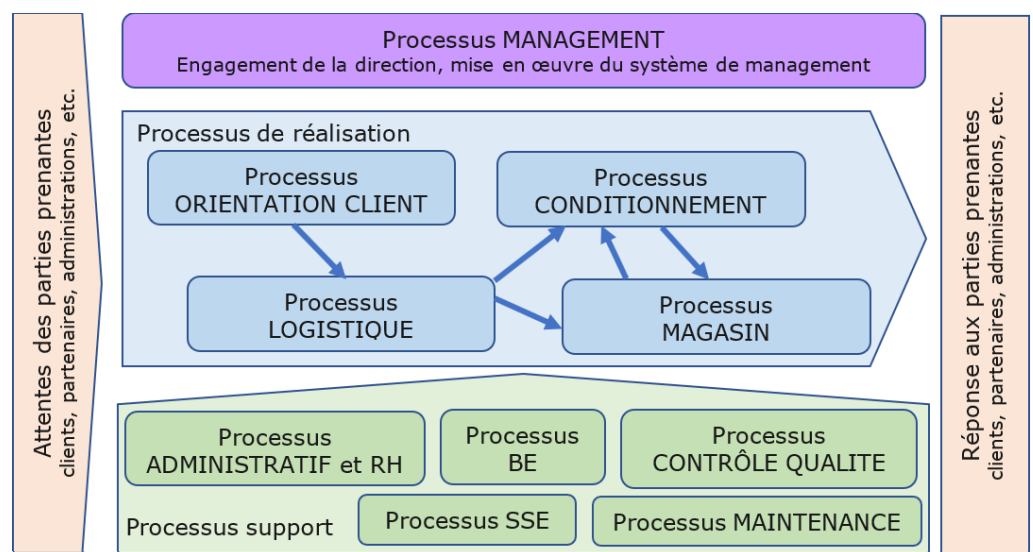 Attentes des parties prenantes
clients, partenaires, administrations, etc.
Processus MANAGEMENT
Engagement de la direction, mise en œuvre du système de management
Processus de réalisation
Processus
ORIENTATION CLIENT
Processus
CONDITIONNEMENT
Processus
LOGISTIQUE
Processus
MAGASIN
Processus
ADMINISTRATIF et RH
Processus
BE
Processus
CONTRÔLE QUALITE
Processus support
Processus SSE
Processus MAINTENANCE
Réponse aux parties prenantes
clients, partenaires, administrations, etc.